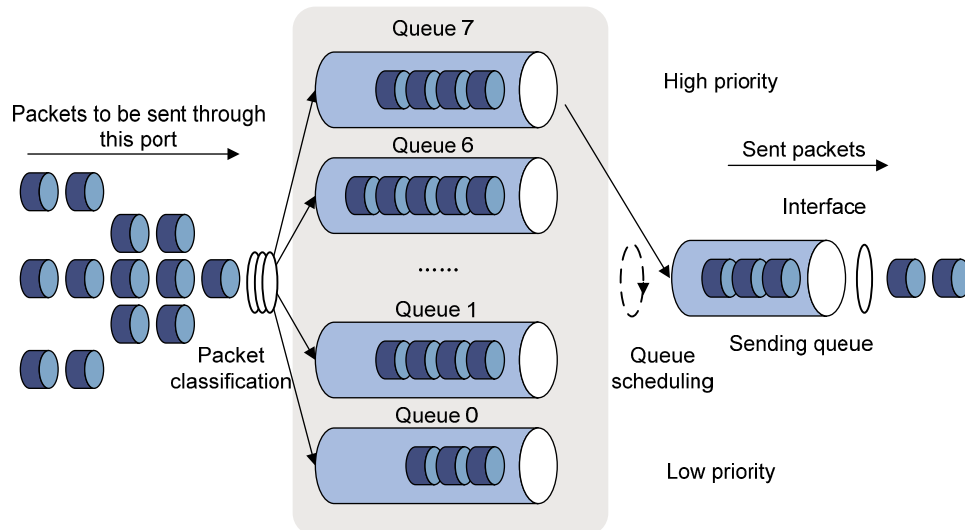 Queue 7
High priority
Packets to be sent through
this port
Queue 6
Sent packets
Interface
......
Queue 1
Packet
classification
Sending queue
Queue
scheduling
Queue 0
Low priority